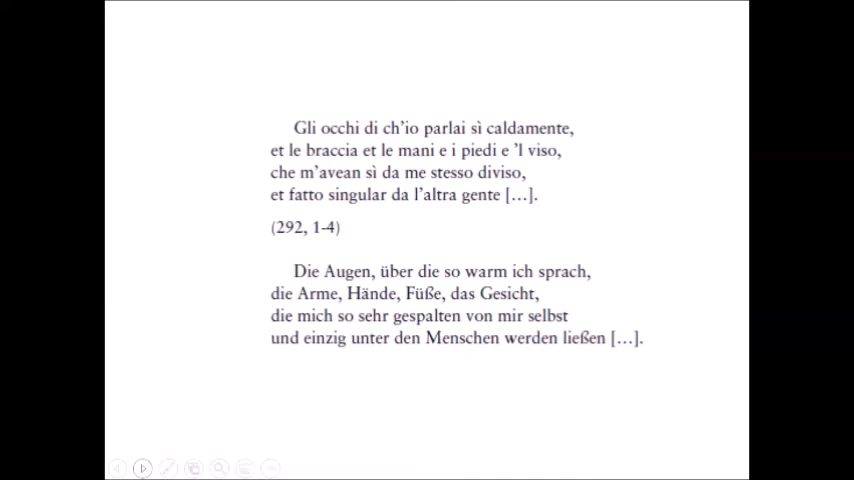 Gli occhi di ch'io parlai sì caldamente,
et le braccia et le mani e i piedi e 'l viso,
che m'avean sì da me stesso diviso,
et fatto singular da l'altra gente [...].
(292, 1-4)
Die Augen, über die so warm ich sprach,
die Arme, Hände, Füße, das Gesicht,
die mich so sehr gespalten von mir selbst
und einzig unter den Menschen werden ließen [...].